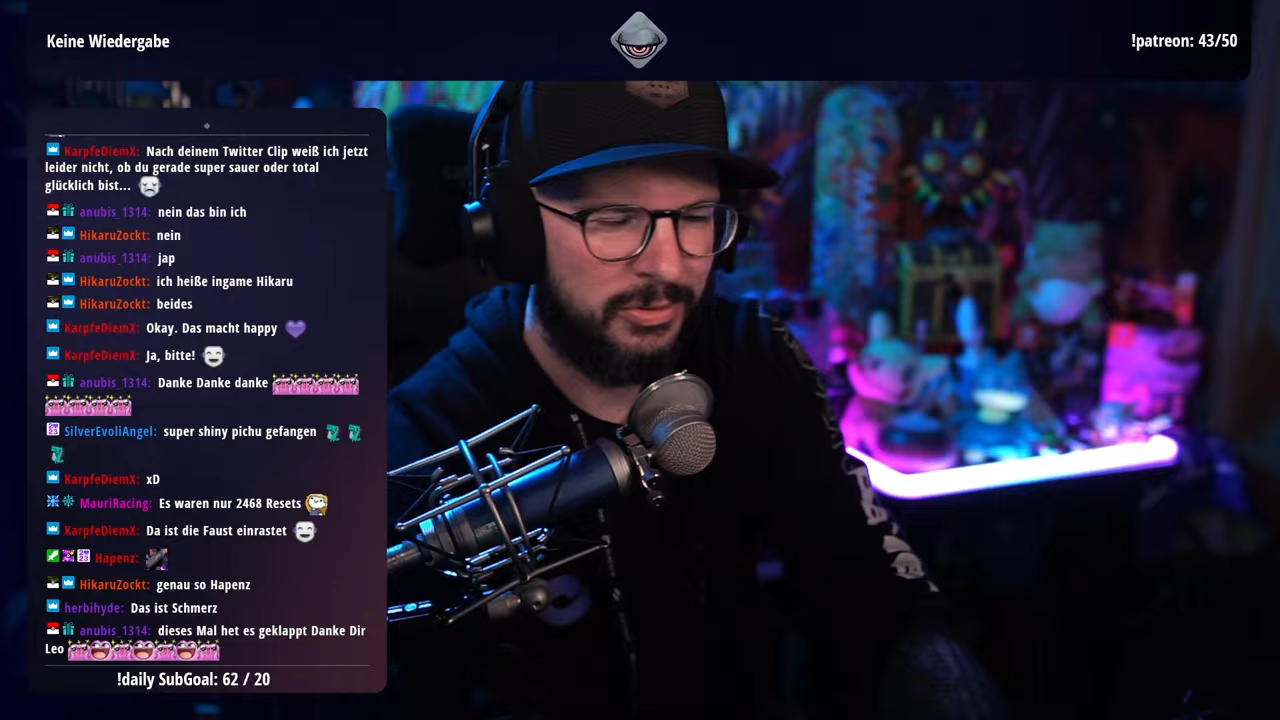 Keine Wiedergabe
!patreon: 43/50
KarpfeDiemX: Nach deinem Twitter Clip weiß ich jetzt
leider nicht, ob du gerade super sauer oder total
glücklich bist...
anubis_1314: nein das bin ich
HikaruZockt: nein
anubis_1314: jap
HikaruZockt: ich heiße ingame Hikaru
HikaruZockt: beides
KarpfeDiemX: Okay. Das macht happy
KarpfeDiemX: Ja, bitte!
anubis_1314: Danke Danke danke
SilverEvoliAngel: super shiny pichu gefangen
KarpfeDiemX: xD
MauriRacing: Es waren nur 2468 Resets
KarpfeDiemX: Da ist die Faust einrastet
Hapenz:
HikaruZockt: genau so Hapenz
herbihyde: Das ist Schmerz
anubis_1314: dieses Mal het es geklappt Danke Dir
Leo
!daily SubGoal: 62 / 20